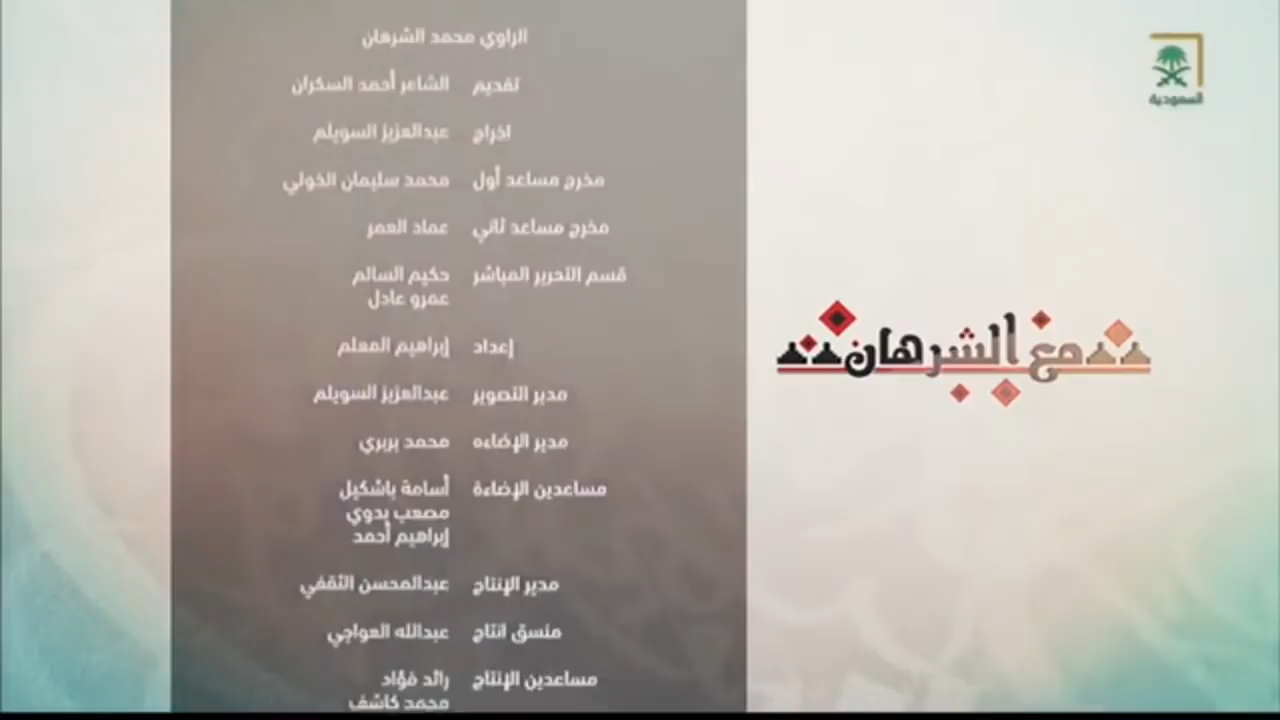 الراوي محمد الشرهان
تقديم الشاعر أحمد السكران
اخراج عبدالعزيز السويلم
مخرج مساعد أول محمد سليمان الخولي
مخرج مساعد ثاني عماد العمر
قسم التحرير المباشر حكيم السالم
عمرو عادل
إعداد إبراهيم المعلم
مدير التصوير عبدالعزيز السويلم
مدير الإضاءه محمد بربري
مساعدين الإضاءة أسامة باشكيل
مصعب بدوي
إبراهيم أحمد
مدير الإنتاج عبدالمحسن الثقفي
منسق انتاج عبدالله العواجي
مساعدين الإنتاج رائد فؤاد
محمد كاشف
السعودية
مع الشرهان